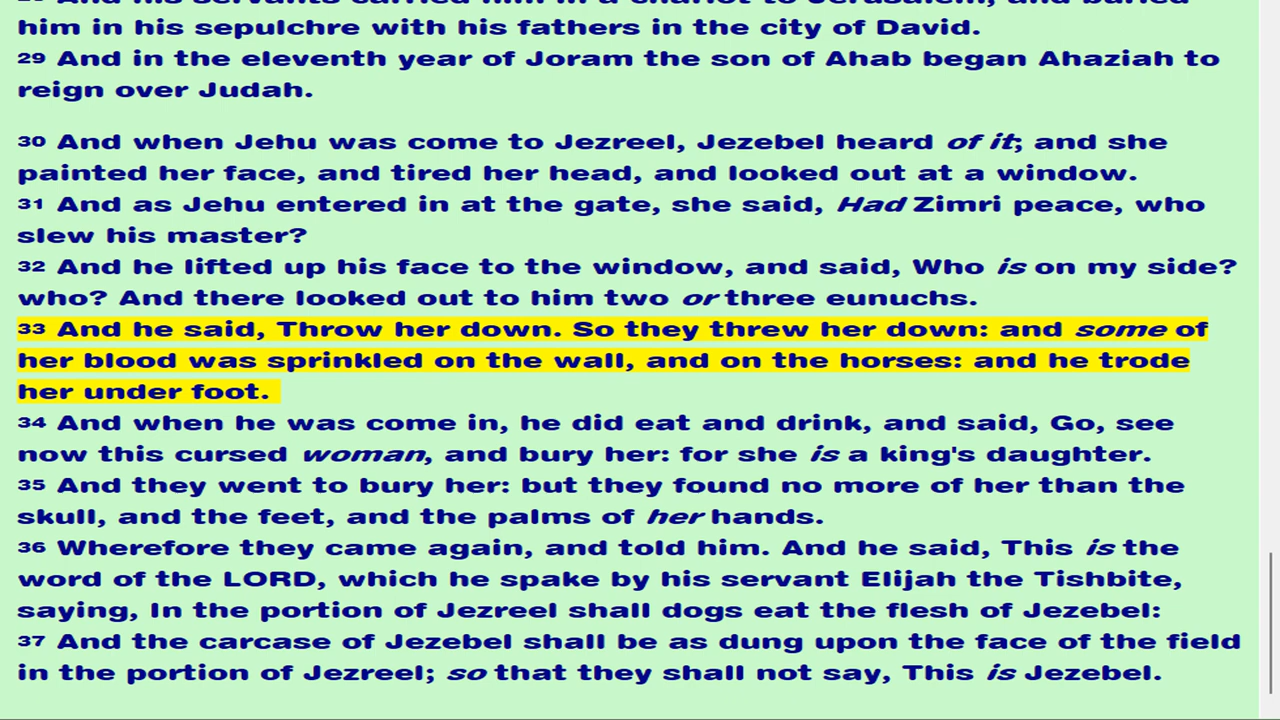 28 And his servants carried him in a chariot to Jerusalem, and buried
him in his sepulchre with his fathers in the city of David.
29 And in the eleventh year of Joram the son of Ahab began Ahaziah to
reign over Judah.
30 And when Jehu was come to Jezreel, Jezebel heard of it; and she
painted her face, and tired her head, and looked out at a window.
31 And as Jehu entered in at the gate, she said, Had Zimri peace, who
slew his master?
32 And he lifted up his face to the window, and said, Who is on my side?
who? And there looked out to him two or three eunuchs.
33 And he said, Throw her down. So they threw her down: and some of
her blood was sprinkled on the wall, and on the horses: and he trode
her under foot.
34 And when he was come in, he did eat and drink, and said, Go, see
now this cursed woman, and bury her: for she is a king's daughter.
35 And they went to bury her: but they found no more of her than the
skull, and the feet, and the palms of her hands.
36 Wherefore they came again, and told him. And he said, This is the
word of the LORD, which he spake by his servant Elijah the Tishbite,
saying, In the portion of Jezreel shall dogs eat the flesh of Jezebel:
37 And the carcase of Jezebel shall be as dung upon the face of the field
in the portion of Jezreel; so that they shall not say, This is Jezebel.